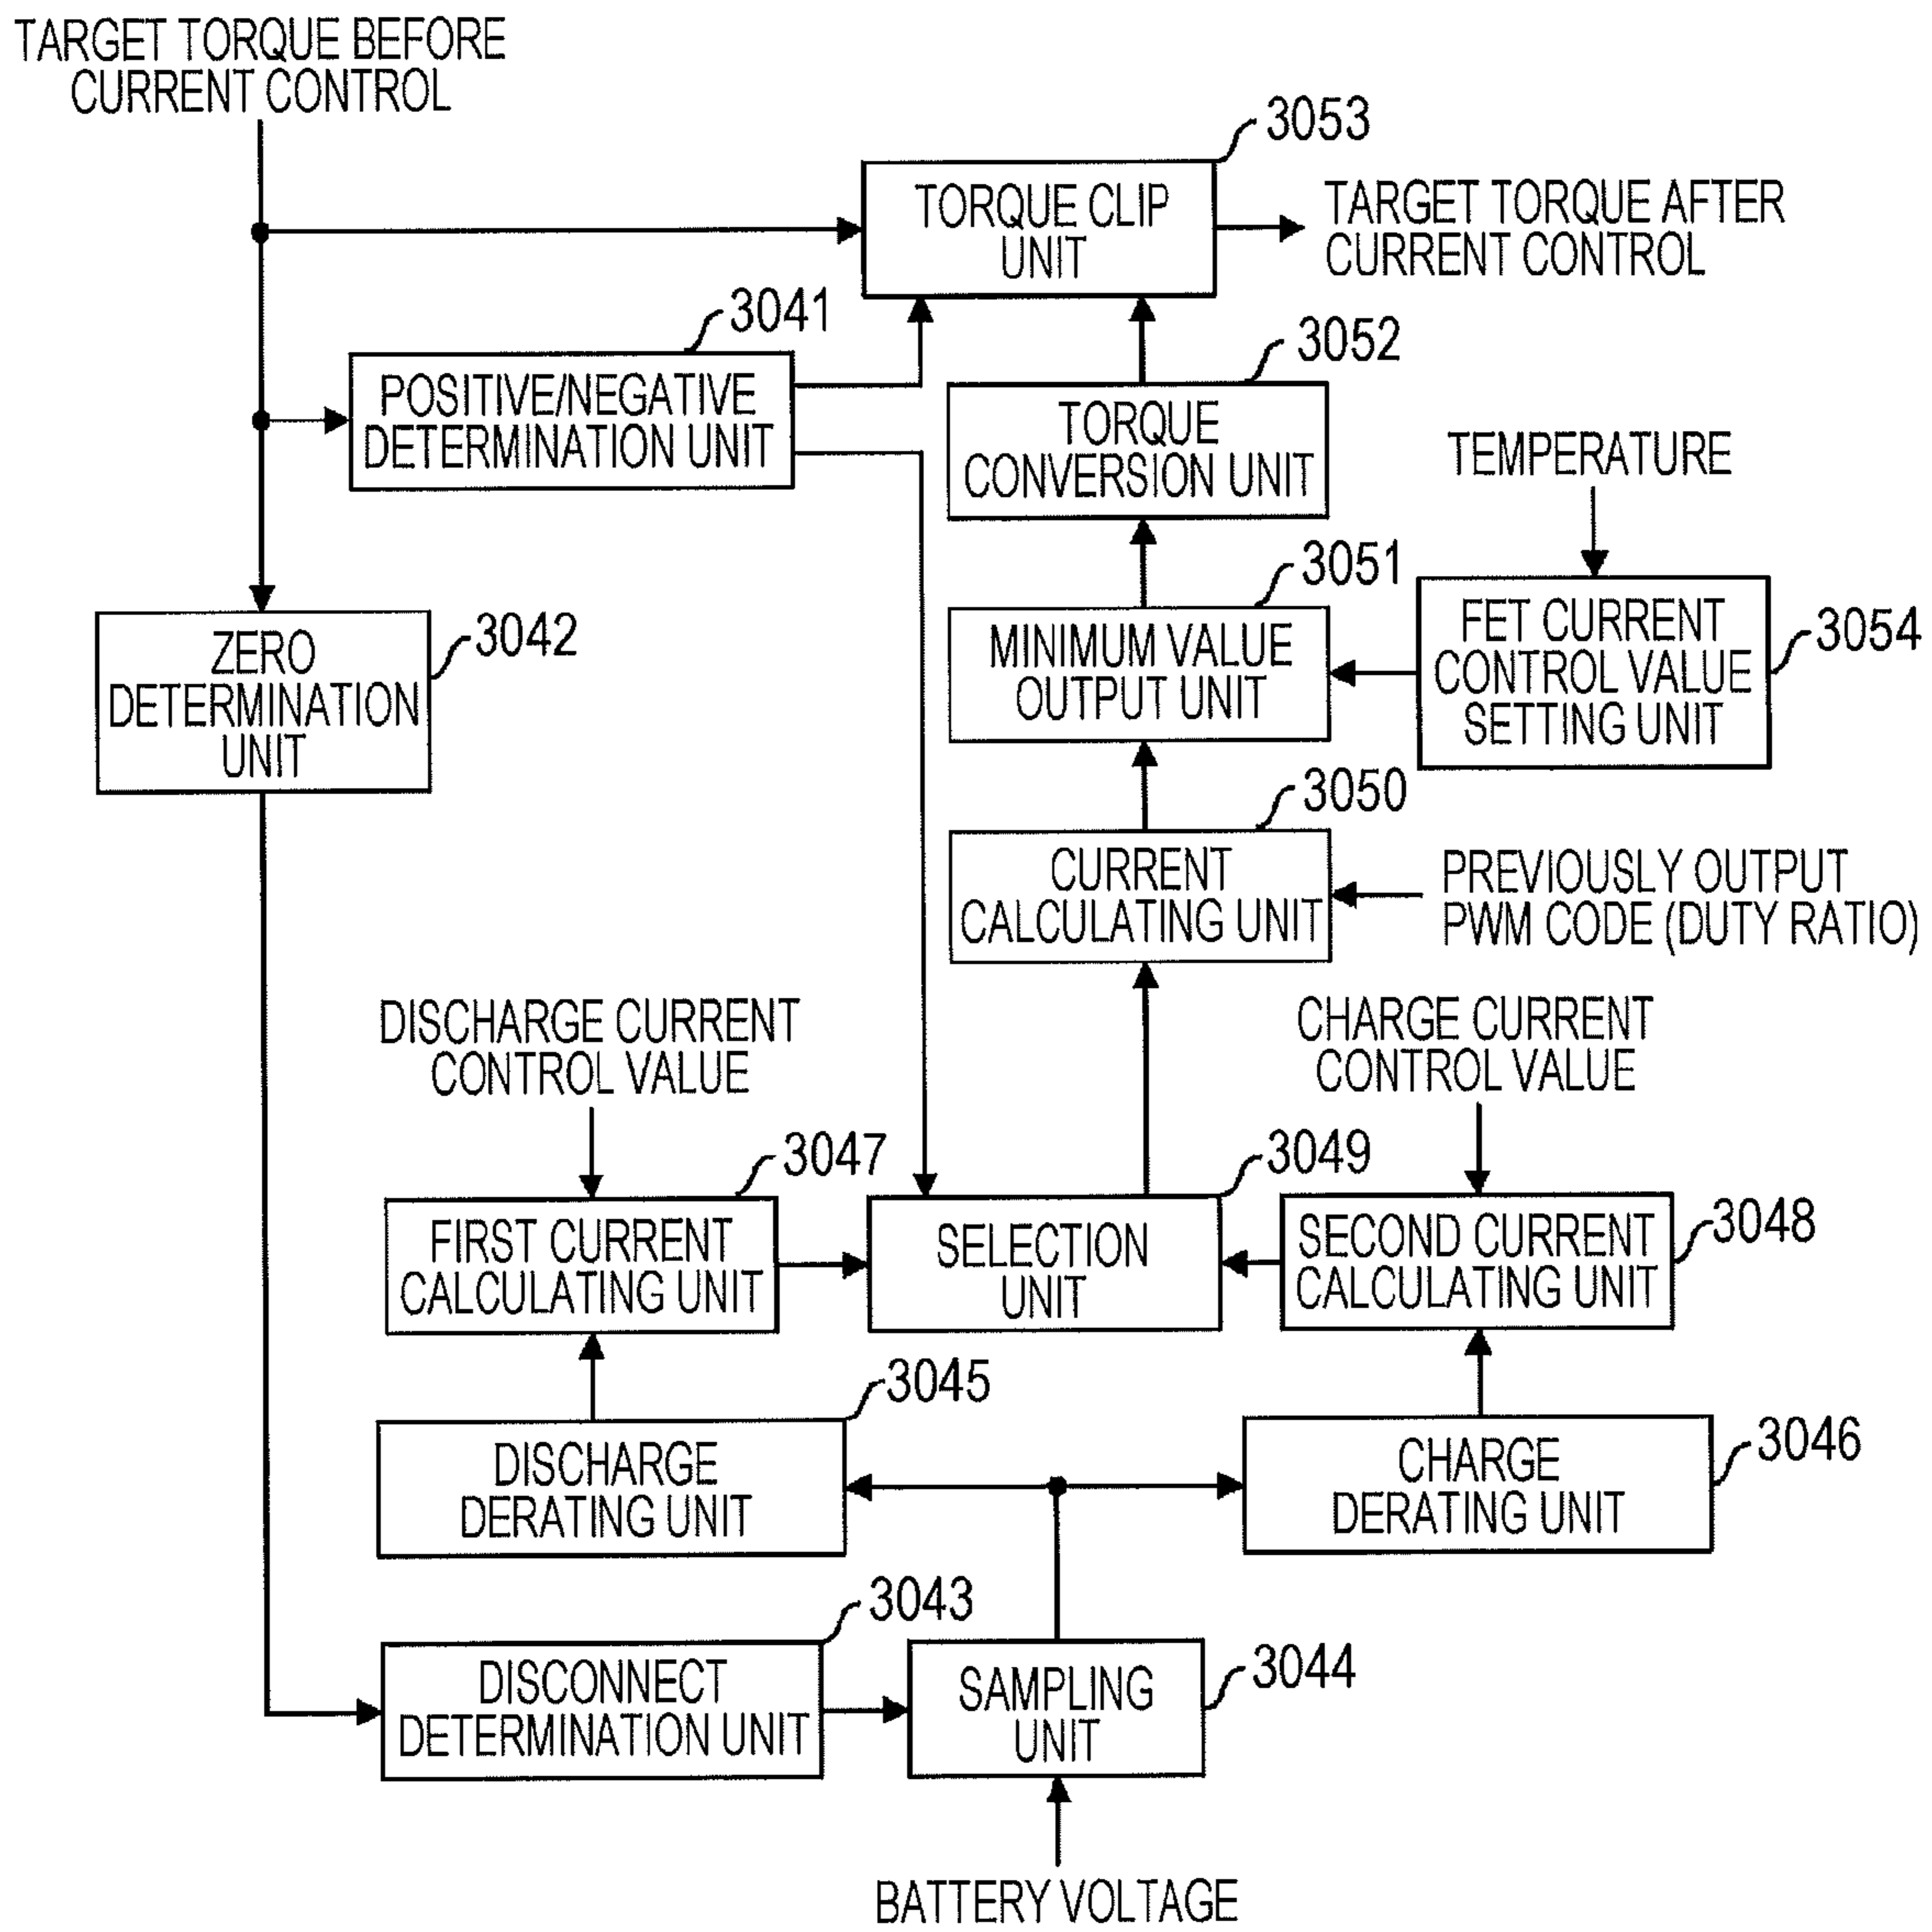 TARGET TORQUE BEFORE
CURRENT CONTROL
3053
TORQUE CLIP
UNIT
TARGET TORQUE AFTER
CURRENT CONTROL
3041
POSITIVE/NEGATIVE
DETERMINATION UNIT
3052
TORQUE
CONVERSION UNIT
TEMPERATURE
3042
ZERO
DETERMINATION
UNIT
3051
MINIMUM VALUE
OUTPUT UNIT
FET CURRENT
CONTROL VALUE
SETTING UNIT
3054
3050
CURRENT
CALCULATING UNIT
PREVIOUSLY OUTPUT
PWM CODE (DUTY RATIO)
DISCHARGE CURRENT
CONTROL VALUE
CHARGE CURRENT
CONTROL VALUE
3047
FIRST CURRENT
CALCULATING UNIT
3049
SELECTION
UNIT
SECOND CURRENT
CALCULATING UNIT
3048
3045
DISCHARGE
DERATING UNIT
CHARGE
DERATING UNIT
3046
3043
DISCONNECT
DETERMINATION UNIT
SAMPLING
UNIT
3044
BATTERY VOLTAGE